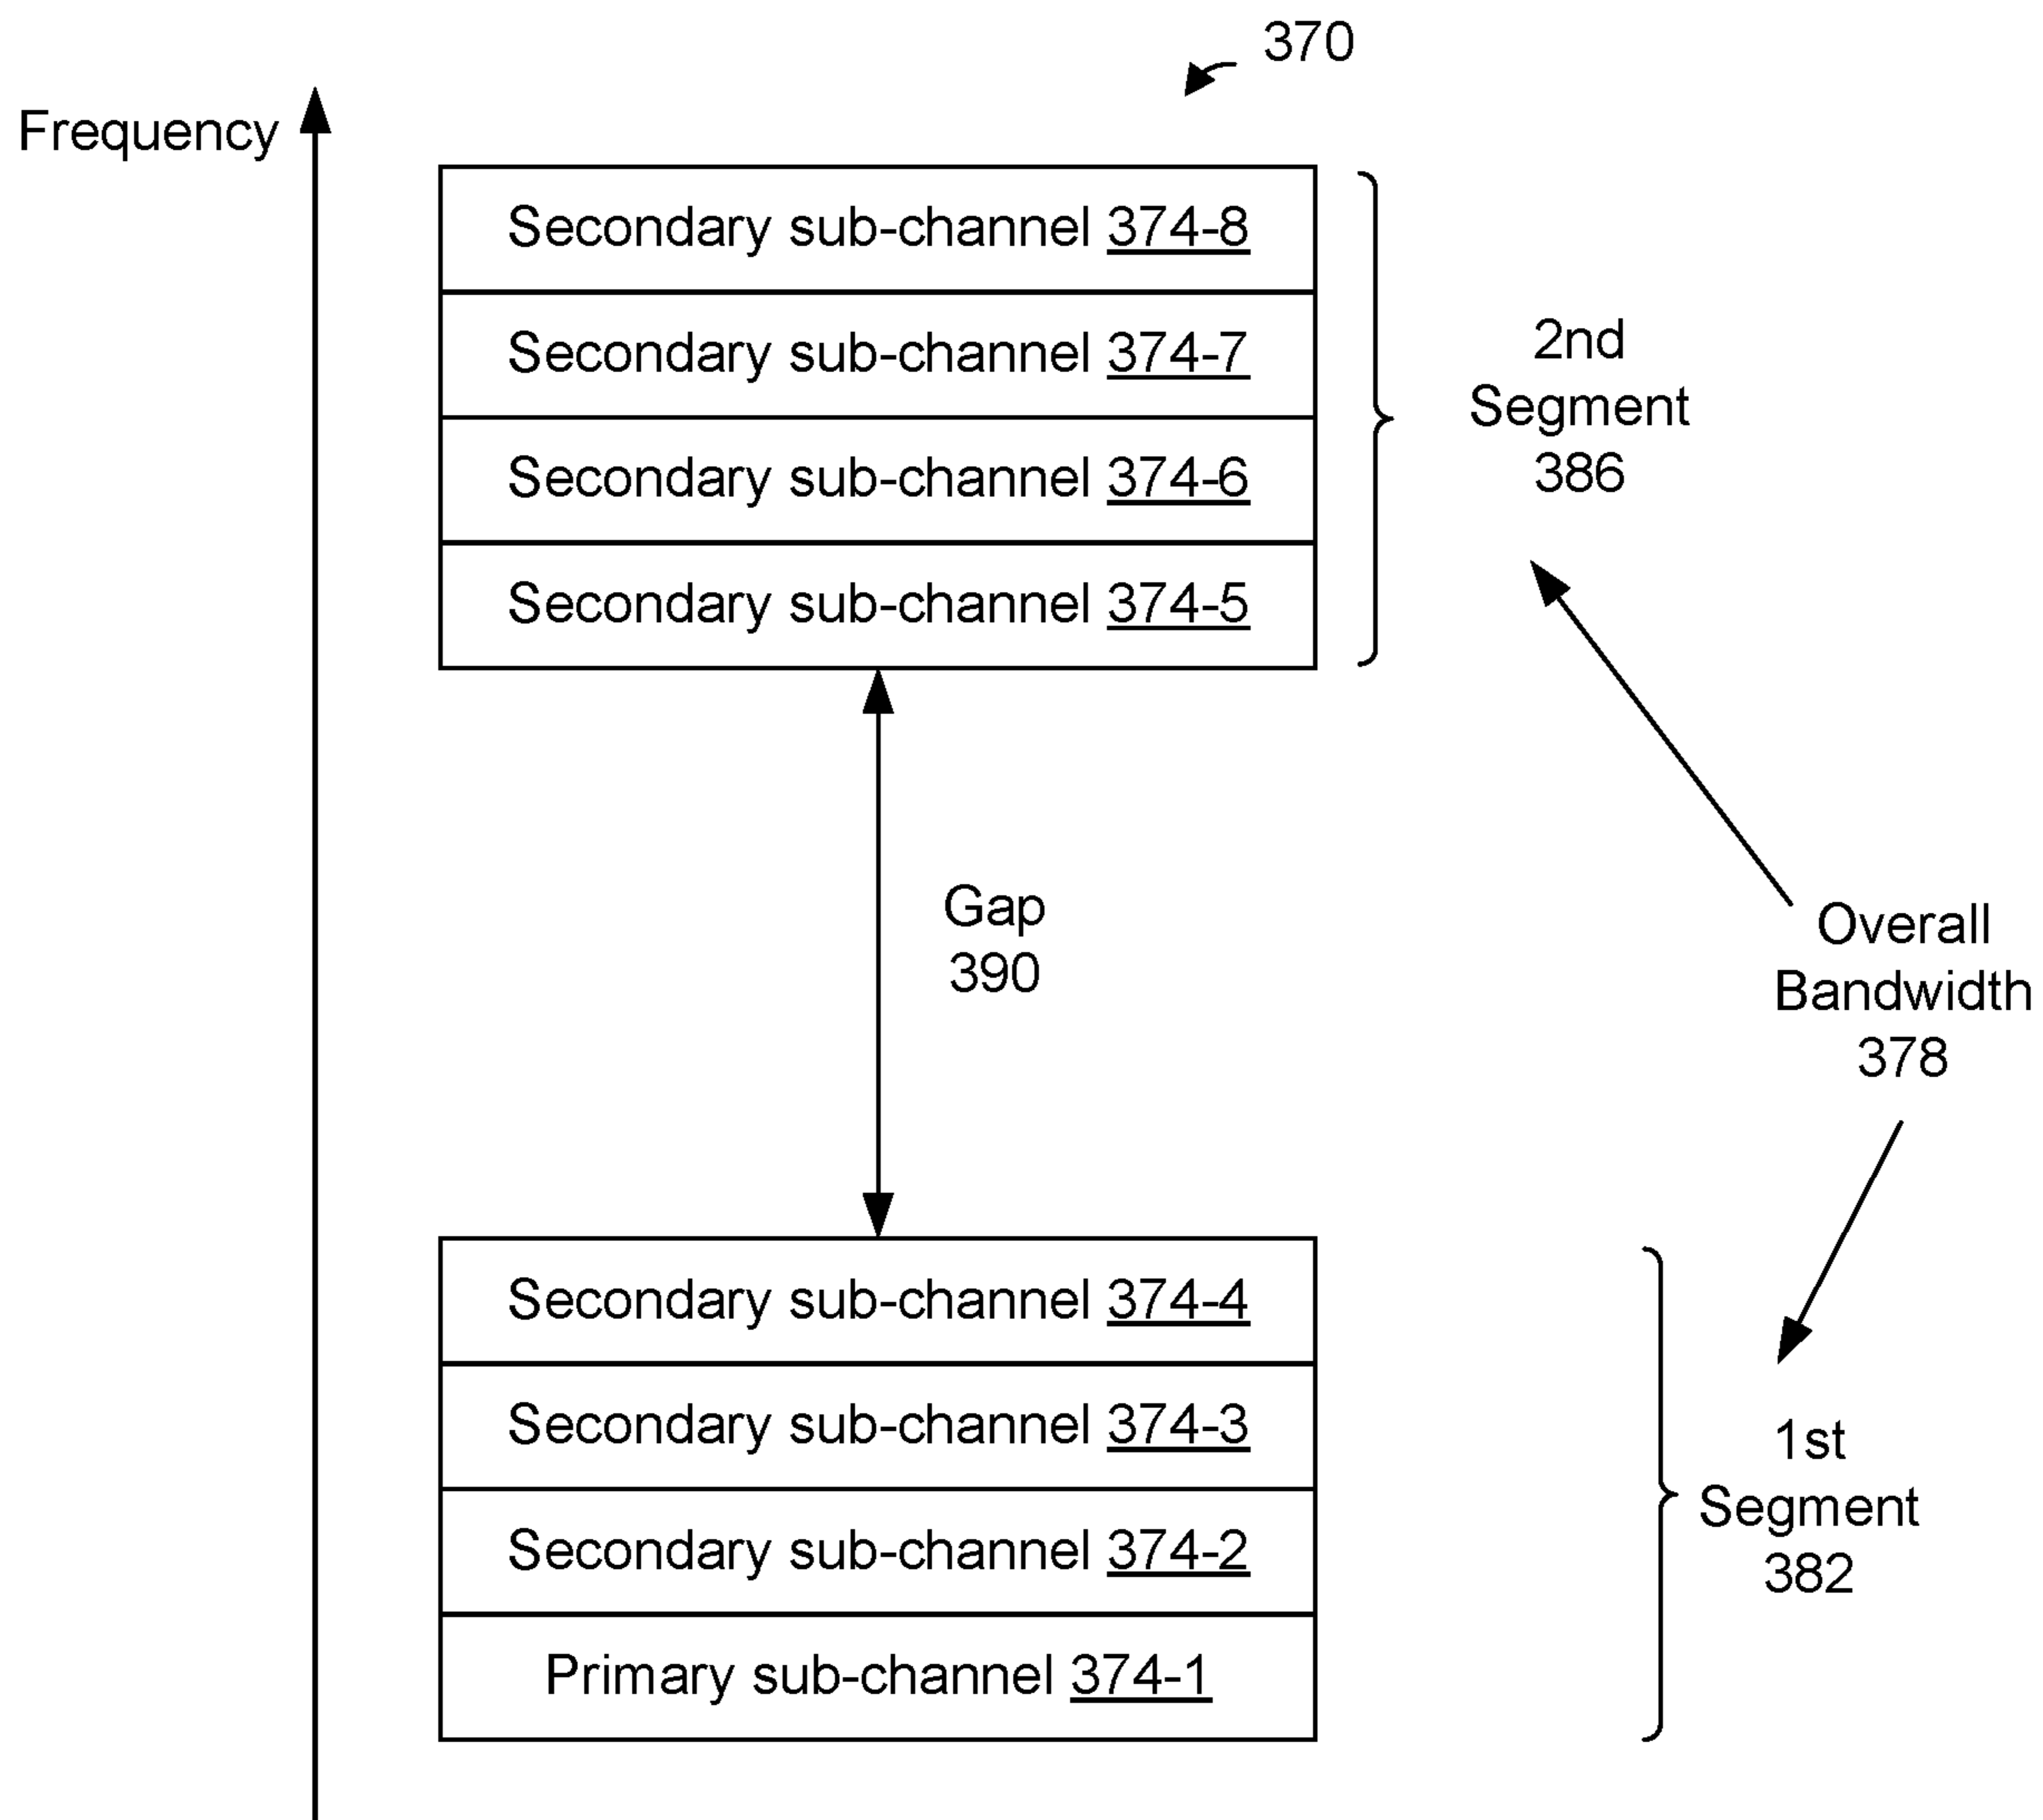 370
Frequency
Secondary sub-channel 374-8
Secondary sub-channel 374-7
Secondary sub-channel 374-6
Secondary sub-channel 374-5
2nd
Segment
386
Gap
390
Overall
Bandwidth
378
Secondary sub-channel 374-4
Secondary sub-channel 374-3
Secondary sub-channel 374-2
Primary sub-channel 374-1
1st
Segment
382